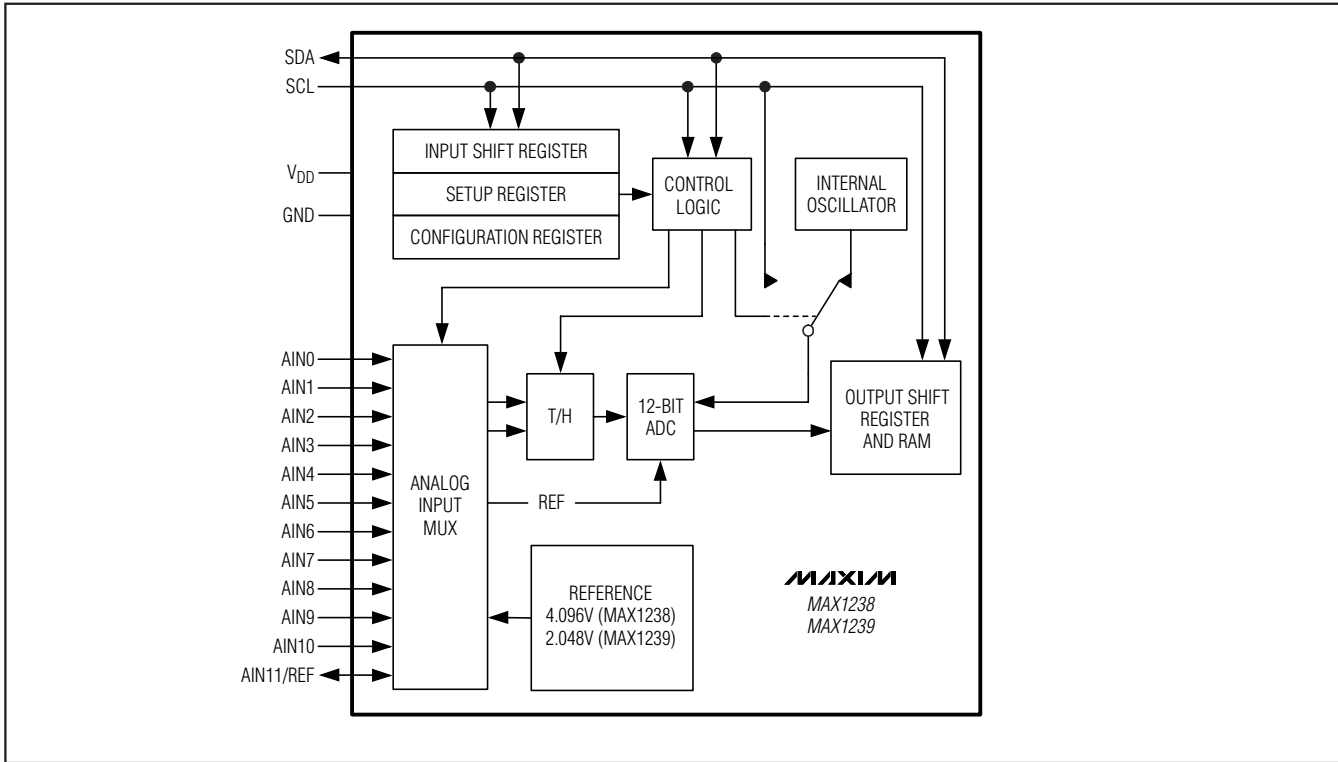 SDA
SCL
V_DD
GND
INPUT SHIFT REGISTER
SETUP REGISTER
CONFIGURATION REGISTER
CONTROL
LOGIC
INTERNAL
OSCILLATOR
AIN0
AIN1
AIN2
AIN3
AIN4
AIN5
AIN6
AIN7
AIN8
AIN9
AIN10
AIN11/REF
ANALOG
INPUT
MUX
T/H
12-BIT
ADC
REF
OUTPUT SHIFT
REGISTER
AND RAM
REFERENCE
4.096V (MAX1238)
2.048V (MAX1239)
MAXIM
MAX1238
MAX1239